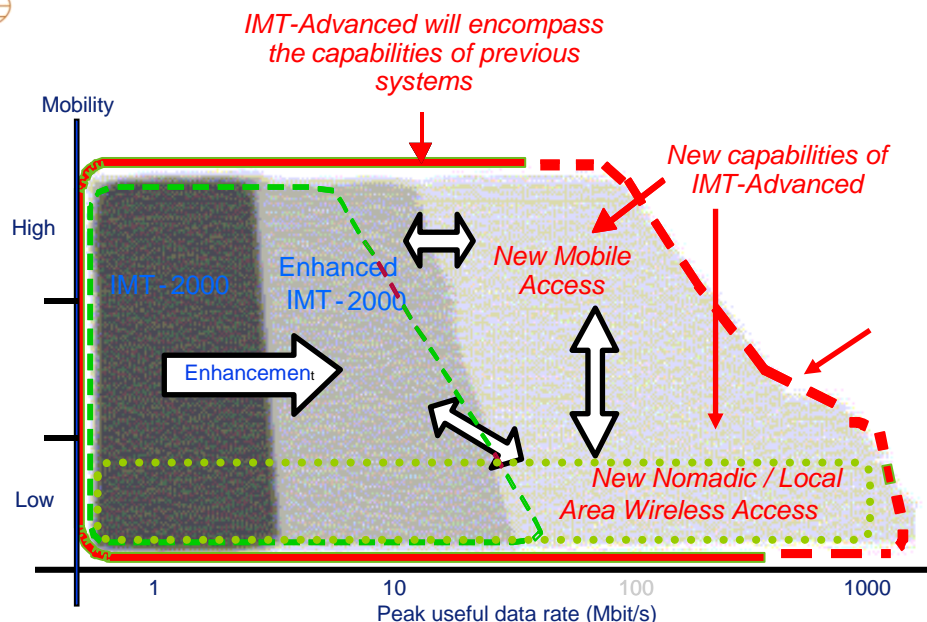 IMT-Advanced will encompass
the capabilities of previous
systems
Mobility
New capabilities of
IMT-Advanced
High
Enhanced
IMT-2000
IMT-2000
New Mobile
Access
Enhancement
Low
New Nomadic / Local
Area Wireless Access
1
10
100
1000
Peak useful data rate (Mbit/s)